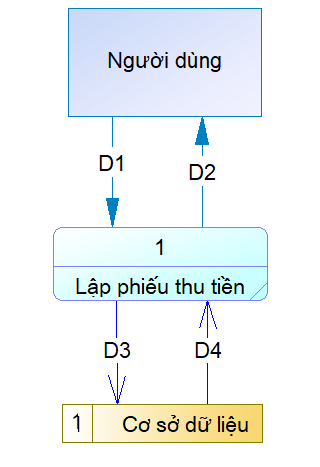 Người dùng
D1
D2
1
Lập phiếu thu tiền
D3
D4
1 Cơ sở dữ liệu